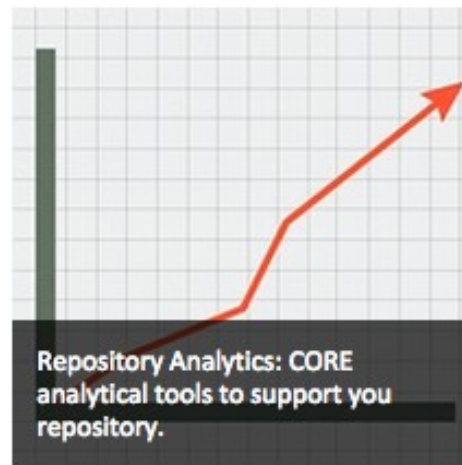 Repository Analytics: CORE
analytical tools to support you
repository.